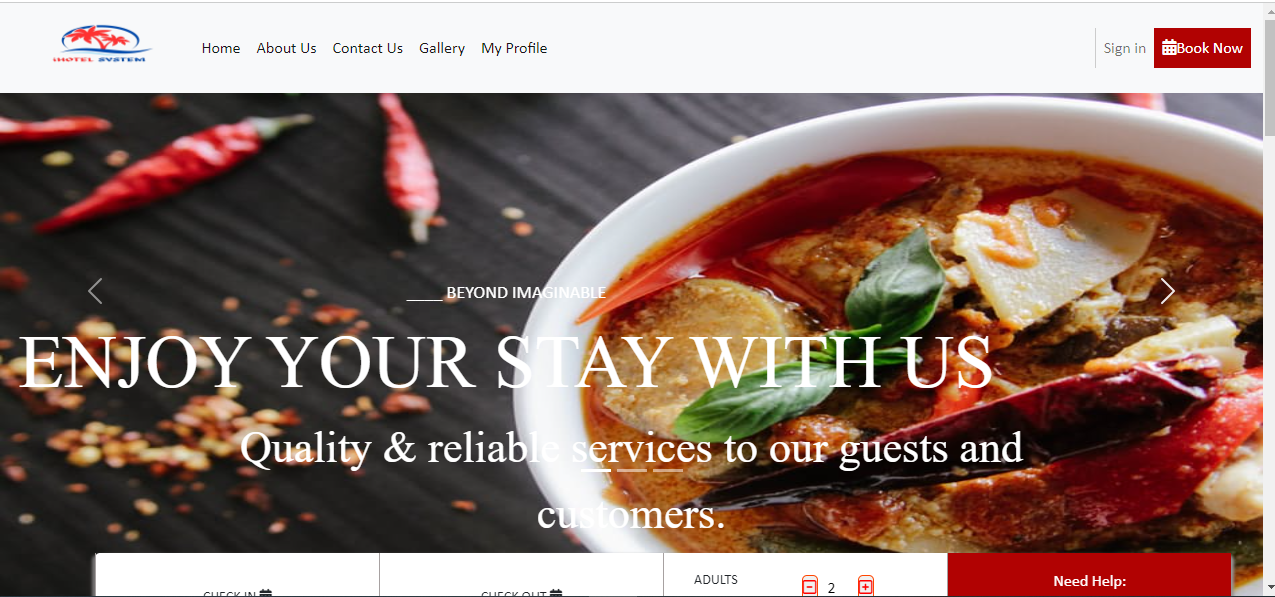 iHOTEL SYSTEM
Home About Us Contact Us Gallery My Profile Sign in Book Now
____ BEYOND IMAGINABLE
ENJOY YOUR STAY WITH US
Quality & reliable services to our guests and
customers.
ADULTS
CHECK IN CHECK OUT 2 Need Help: